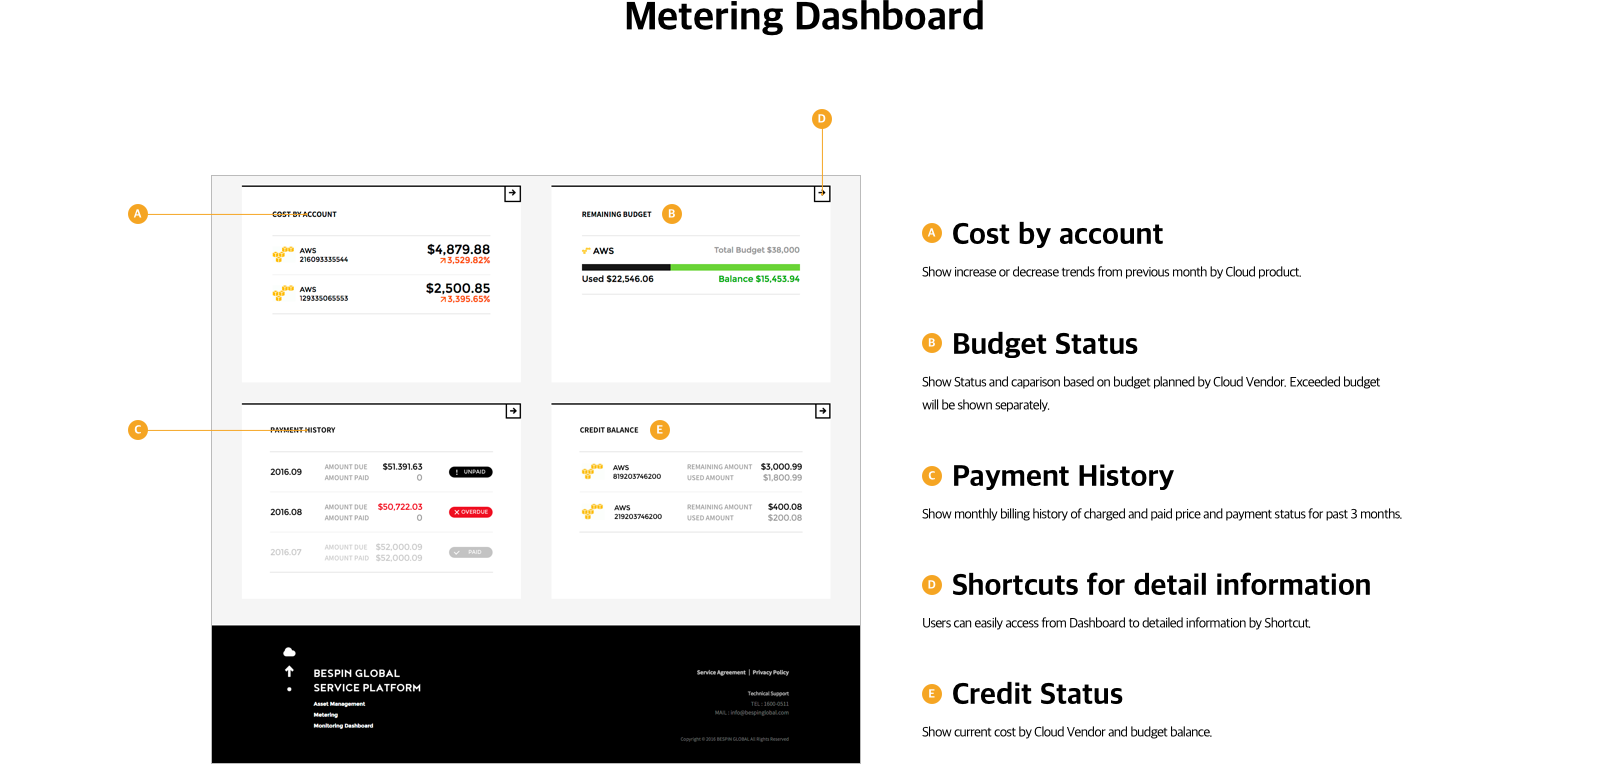 Metering Dashboard
D
A
COST BY ACCOUNT
AWS
216093335544
$4,879.88
3,529.82%
AWS
129335065553
$2,500.85
3,395.65%
REMAINING BUDGET
B
AWS
Total Budget $38,000
Used $22,546.06
Balance $15,453.94
C
PAYMENT HISTORY
2016.09
AMOUNT DUE $51.391.63
AMOUNT PAID 0
! UNPAID
2016.08
AMOUNT DUE $50,722.03
AMOUNT PAID 0
OVERDUE
2016.07
AMOUNT DUE $52,000.09
AMOUNT PAID $52,000.09
PAID
CREDIT BALANCE
E
AWS
819203746200
REMAINING AMOUNT $3,000.99
USED AMOUNT $1,800.99
AWS
219203746200
REMAINING AMOUNT $400.08
USED AMOUNT $200.08
BESPIN GLOBAL
SERVICE PLATFORM
Asset Management
Metering
Monitoring Dashboard
Service Agreement | Privacy Policy
Technical Support
TEL : 1600-0511
MAIL : info@bespinglobal.com
Copyright © 2016 BESPIN GLOBAL All Rights Reserved.
A Cost by account
Show increase or decrease trends from previous month by Cloud product.
B Budget Status
Show Status and caparison based on budget planned by Cloud Vendor. Exceeded budget
will be shown separately.
C Payment History
Show monthly billing history of charged and paid price and payment status for past 3 months.
D Shortcuts for detail information
Users can easily access from Dashboard to detailed information by Shortcut.
E Credit Status
Show current cost by Cloud Vendor and budget balance.